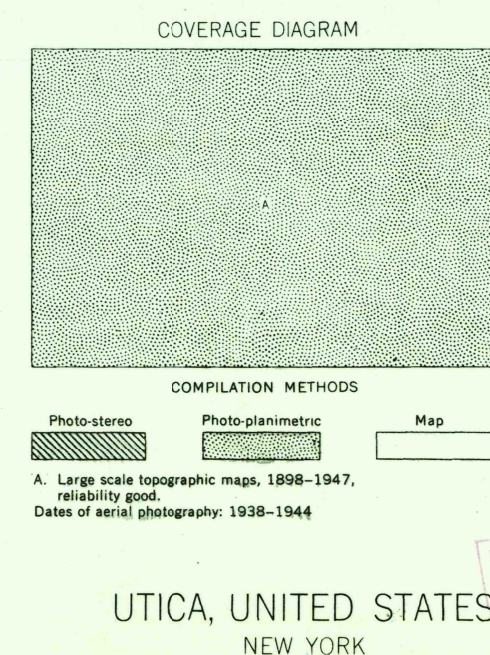 COVERAGE DIAGRAM
A
COMPILATION METHODS
Photo-stereo Photo-planimetric Map
A. Large scale topographic maps, 1898–1947,
reliability good.
Dates of aerial photography: 1938–1944
UTICA, UNITED STATES
NEW YORK